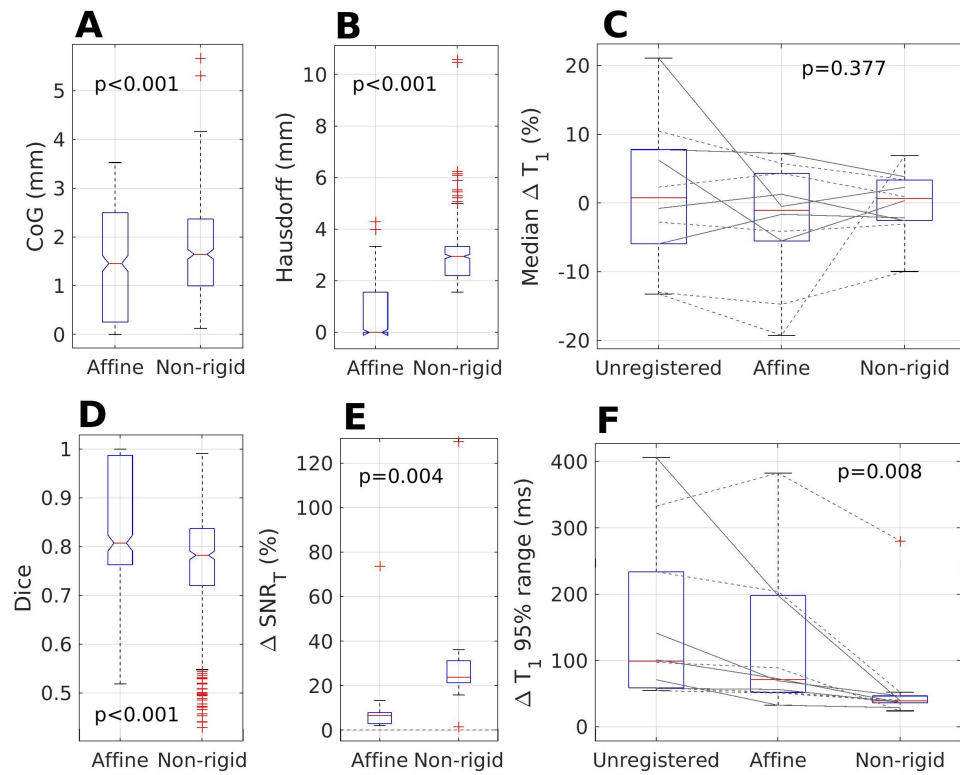 A
CoG (mm)
5
4
3
2
1
0
p<0.001
Affine Non-rigid
B
Hausdorff (mm)
10
8
6
4
2
0
p<0.001
Affine Non-rigid
C
Median Δ T₁ (%)
20
10
0
-10
-20
p=0.377
Unregistered Affine Non-rigid
D
Dice
1
0.9
0.8
0.7
0.6
0.5
p<0.001
Affine Non-rigid
E
Δ SNR_T (%)
120
100
80
60
40
20
0
p=0.004
Affine Non-rigid
F
Δ T₁ 95% range (ms)
400
300
200
100
0
p=0.008
Unregistered Affine Non-rigid